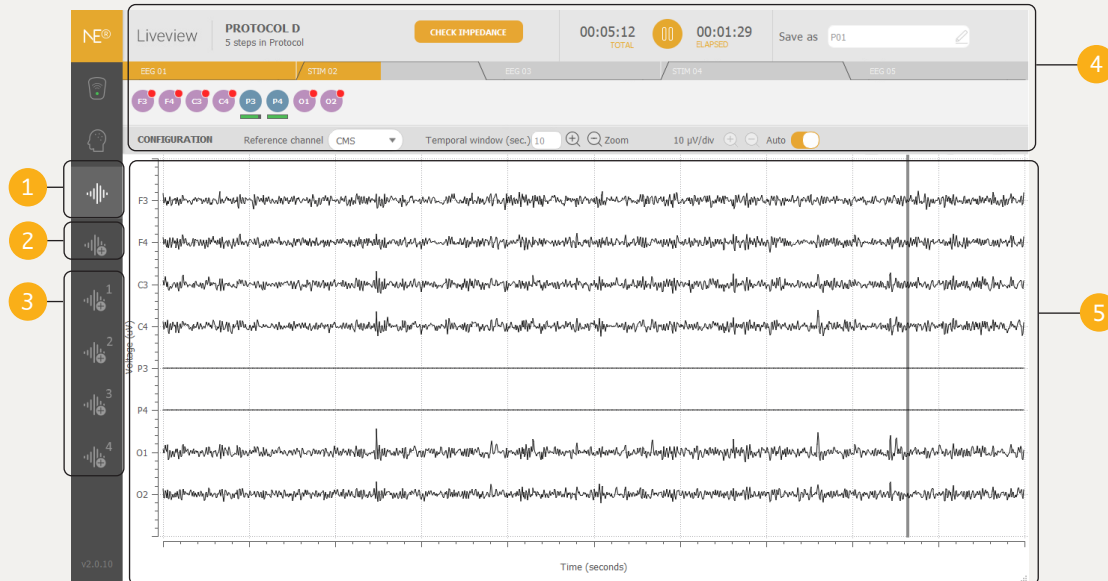 NE®
Liveview
PROTOCOL D
5 steps in Protocol
CHECK IMPEDANCE
00:05:12
TOTAL
00:01:29
ELAPSED
Save as
P01
4
EEG 01
STIM 02
EEG 03
STIM 04
EEG 05
F3 F4 C3 C4 P3 P4 O1 O2
CONFIGURATION
Reference channel CMS
Temporal window (sec.) 10
Zoom
10 µV/div
Auto
1
2
3
1
2
3
4
5
Voltage (uV)
F3
F4
C3
C4
P3
P4
O1
O2
Time (seconds)
v2.0.10